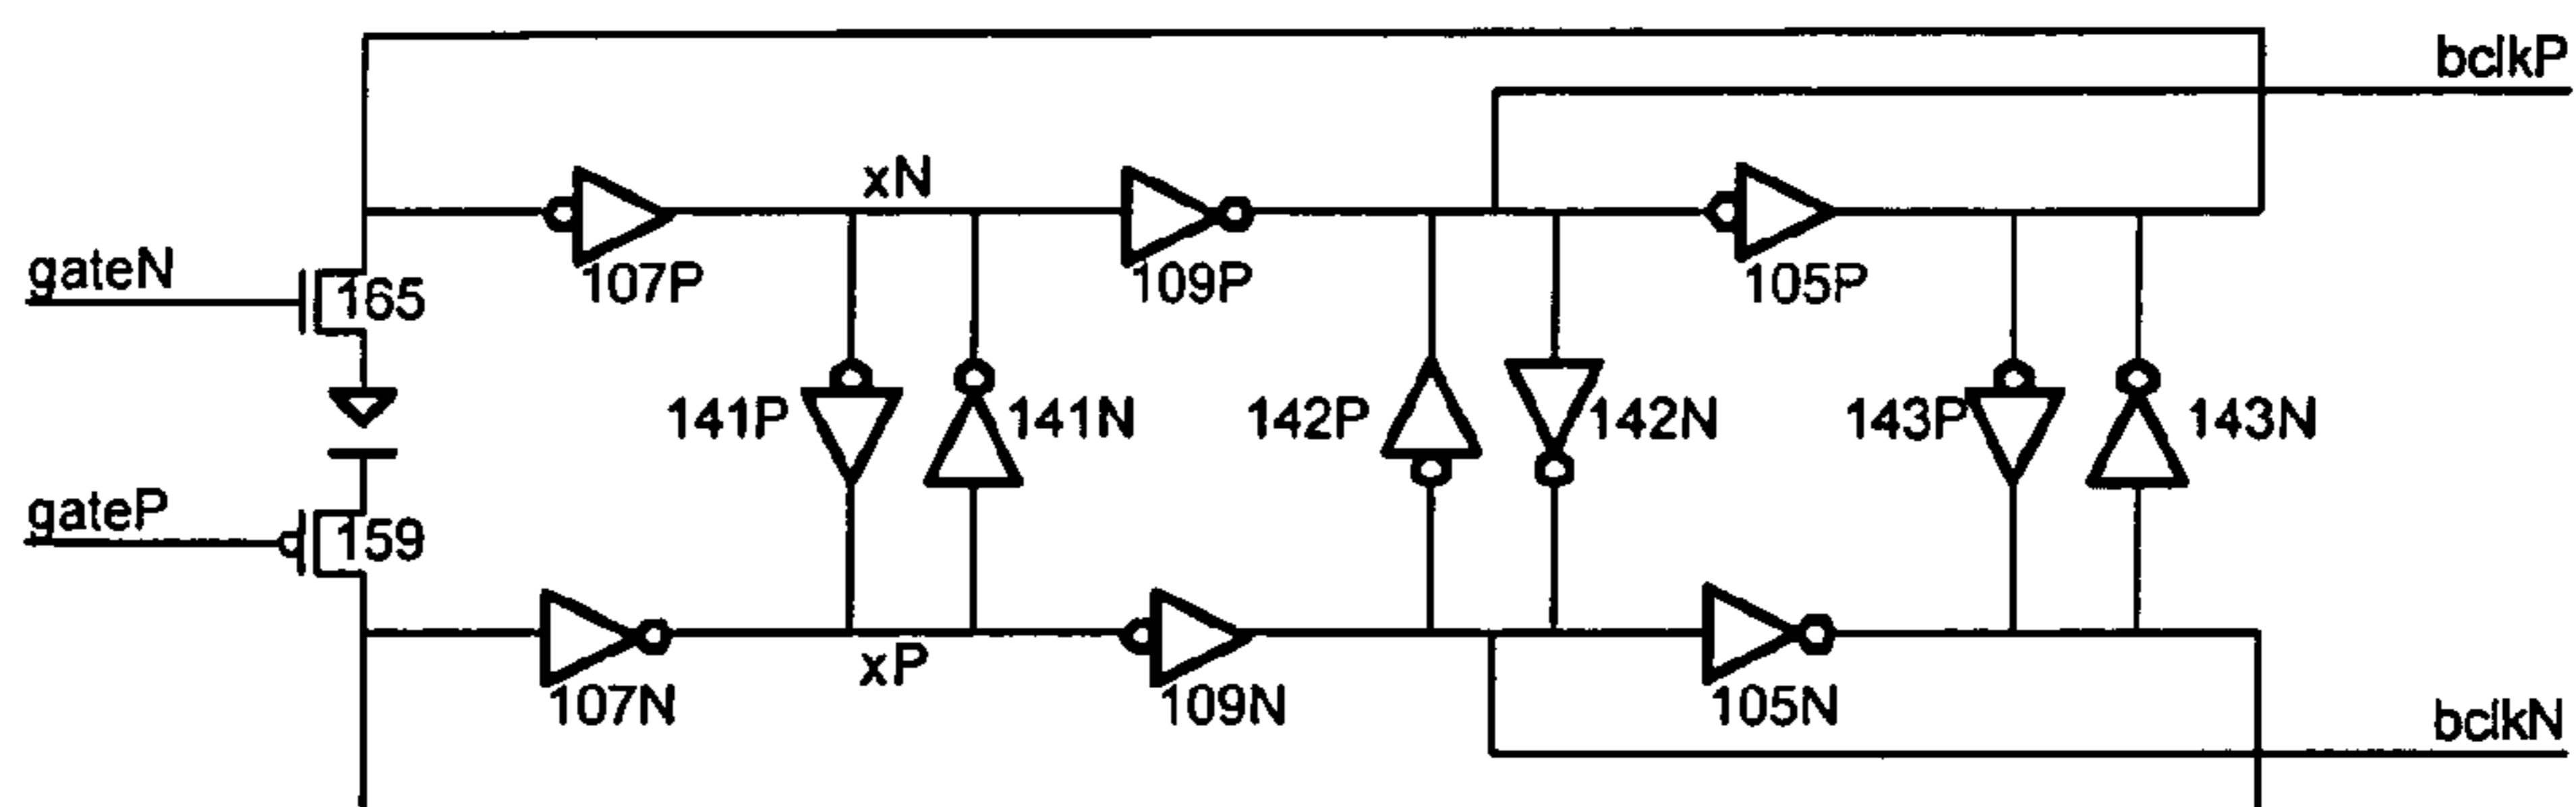 bclkP
xN
gateN
165
107P
109P
105P
141P
141N
142P
142N
143P
143N
gateP
159
xP
107N
109N
105N
bclkN